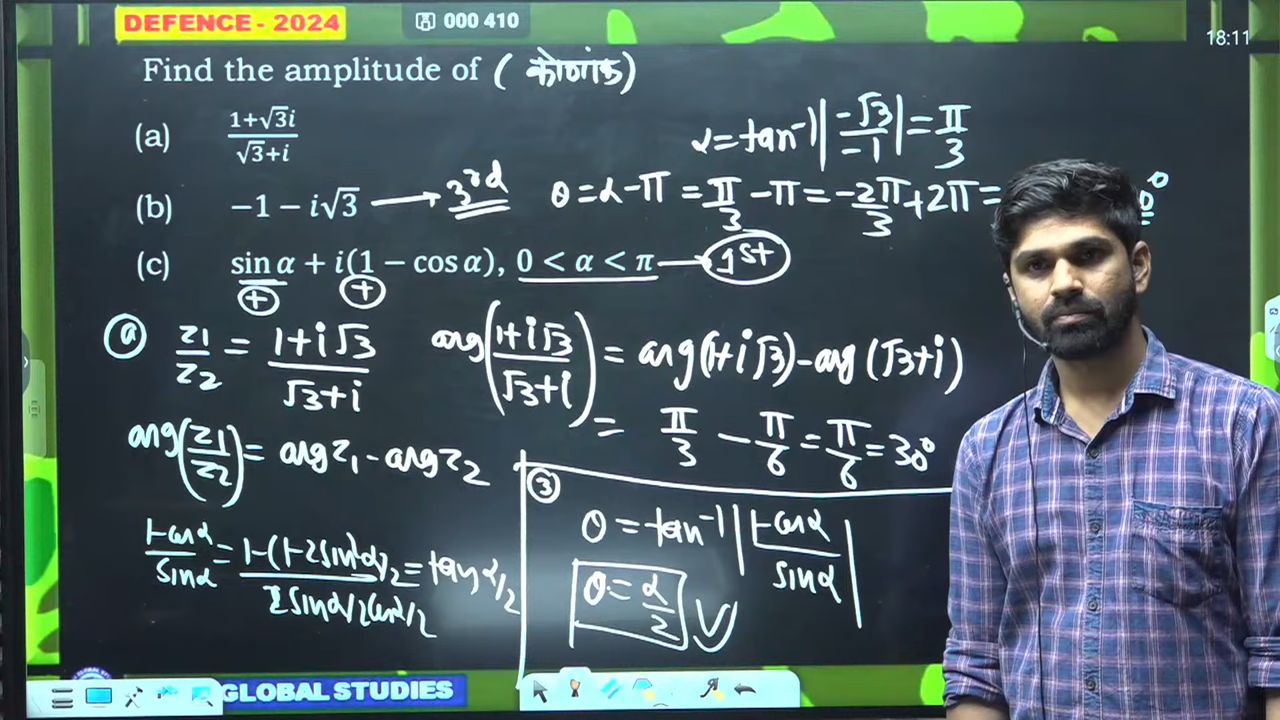 DEFENCE - 2024
000 410
18:11
Find the amplitude of (कोणांक)
(a) (1+√3i)/(√3+i)
α = tan⁻¹|(-√3)/(-1)| = π/3
(b) −1 − i√3 → 3rd θ = α - π = π/3 - π = -2π/3 + 2π =
(c) sin α + i(1 − cos α), 0 < α < π → 1st
+ +
(a) z1/z2 = (1+i√3)/(√3+i) arg((1+i√3)/(√3+i)) = arg(1+i√3) - arg(√3+i)
= π/3 - π/6 = π/6 = 30°
arg(z1/z2) = arg z1 - arg z2
(3)
θ = tan⁻¹|(1-cosα)/(sinα)|
(1-cosα)/(sinα) = (1-(1-2sin²α/2))/(2sinα/2cosα/2) = tan α/2
θ = α/2
GLOBAL STUDIES